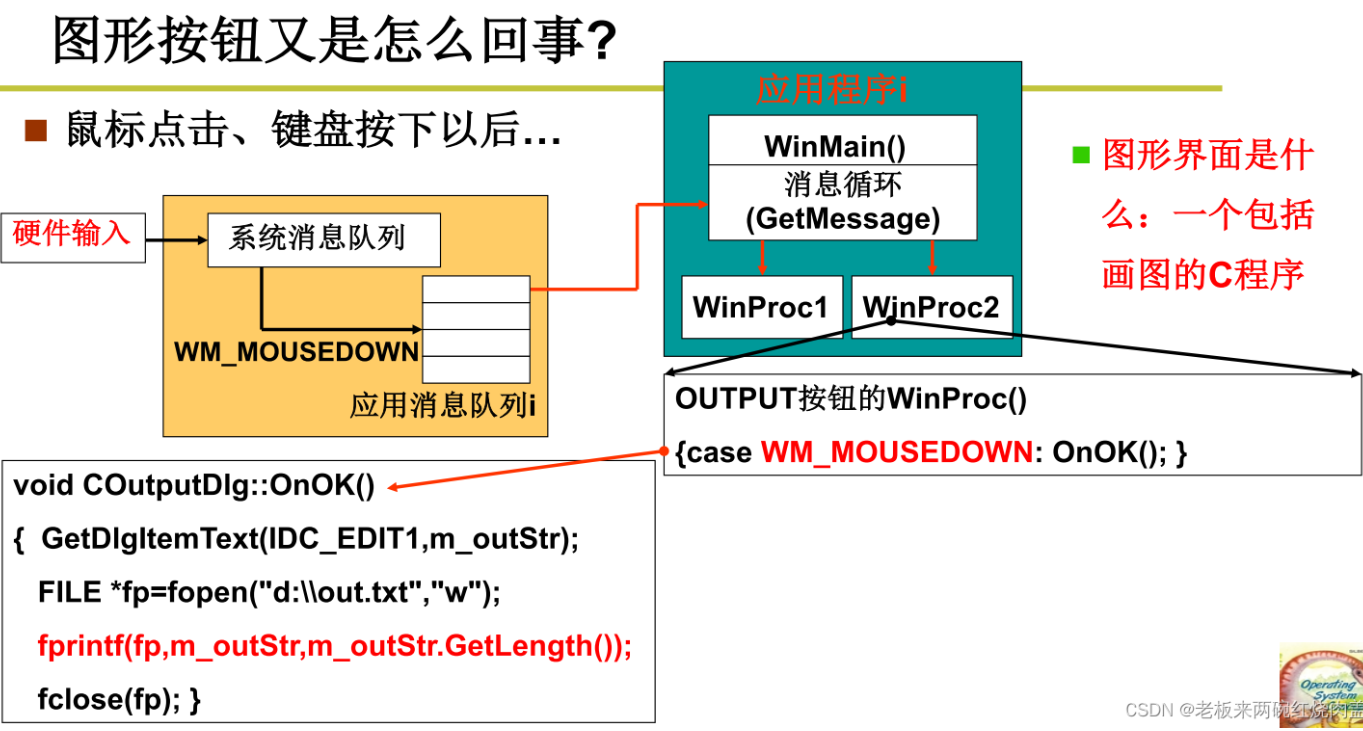 图形按钮又是怎么回事?
鼠标点击、键盘按下以后...
硬件输入
系统消息队列
WM_MOUSEDOWN
应用消息队列i
应用程序i
WinMain()
消息循环
(GetMessage)
WinProc1
WinProc2
图形界面是什
么：一个包括
画图的C程序
OUTPUT按钮的WinProc()
{case WM_MOUSEDOWN: OnOK(); }
void COutputDlg::OnOK()
{ GetDlgItemText(IDC_EDIT1,m_outStr);
FILE *fp=fopen("d:\\out.txt","w");
fprintf(fp,m_outStr,m_outStr.GetLength());
fclose(fp); }
Operating
System
CSDN @老板来两碗红烧肉盖